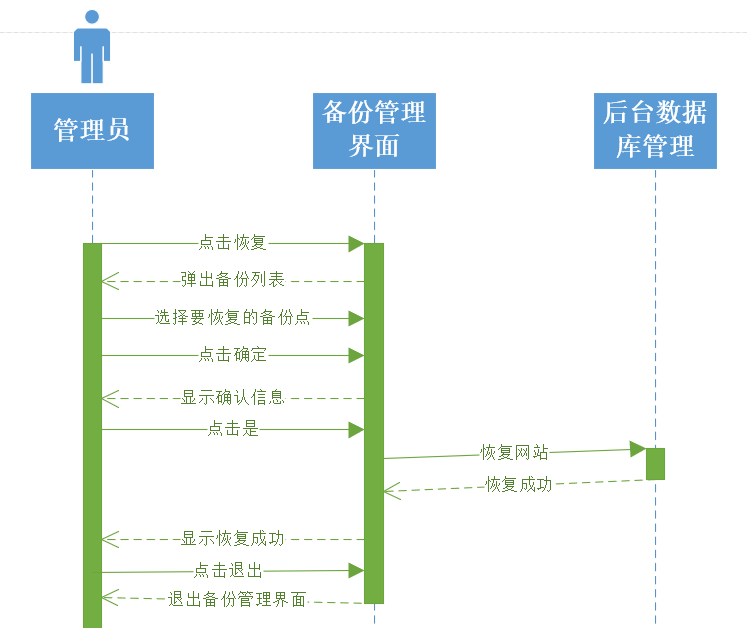 管理员
备份管理
界面
后台数据
库管理
点击恢复
弹出备份列表
选择要恢复的备份点
点击确定
显示确认信息
点击是
恢复网站
恢复成功
显示恢复成功
点击退出
退出备份管理界面